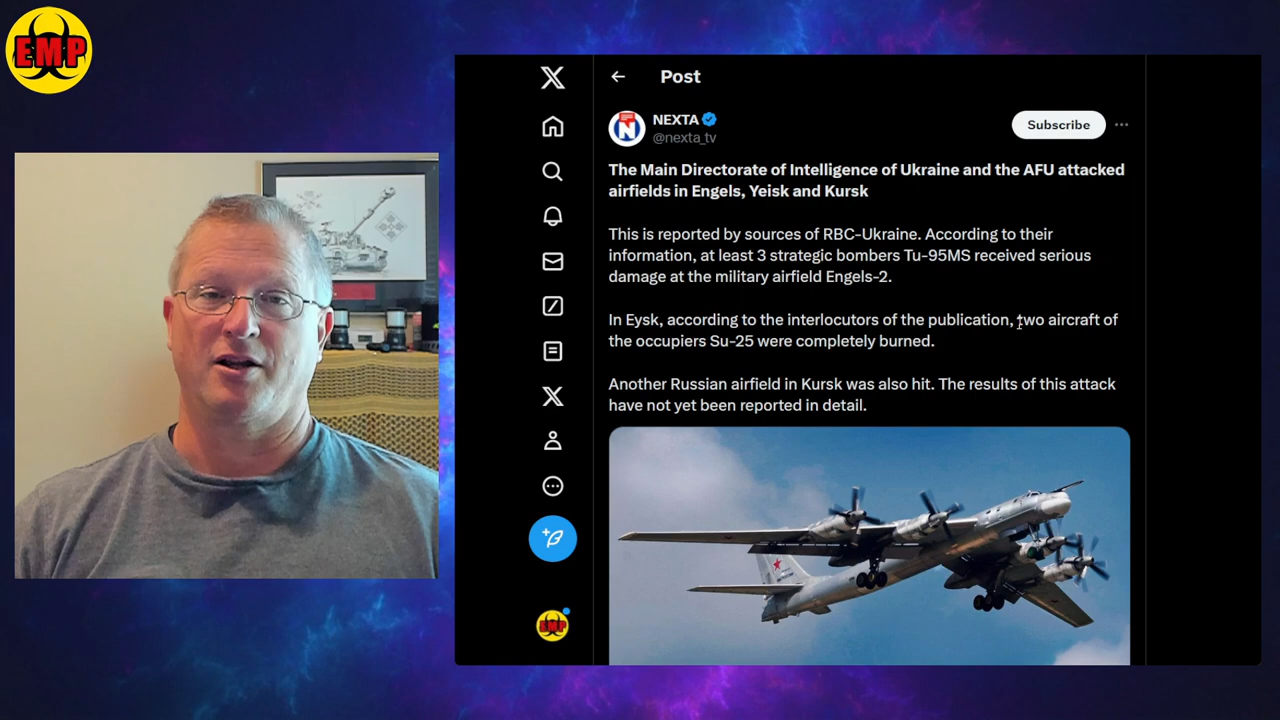 EMP
Post
NEXTA
@nexta_tv
Subscribe
The Main Directorate of Intelligence of Ukraine and the AFU attacked
airfields in Engels, Yeisk and Kursk
This is reported by sources of RBC-Ukraine. According to their
information, at least 3 strategic bombers Tu-95MS received serious
damage at the military airfield Engels-2.
In Eysk, according to the interlocutors of the publication, two aircraft of
the occupiers Su-25 were completely burned.
Another Russian airfield in Kursk was also hit. The results of this attack
have not yet been reported in detail.
EMP